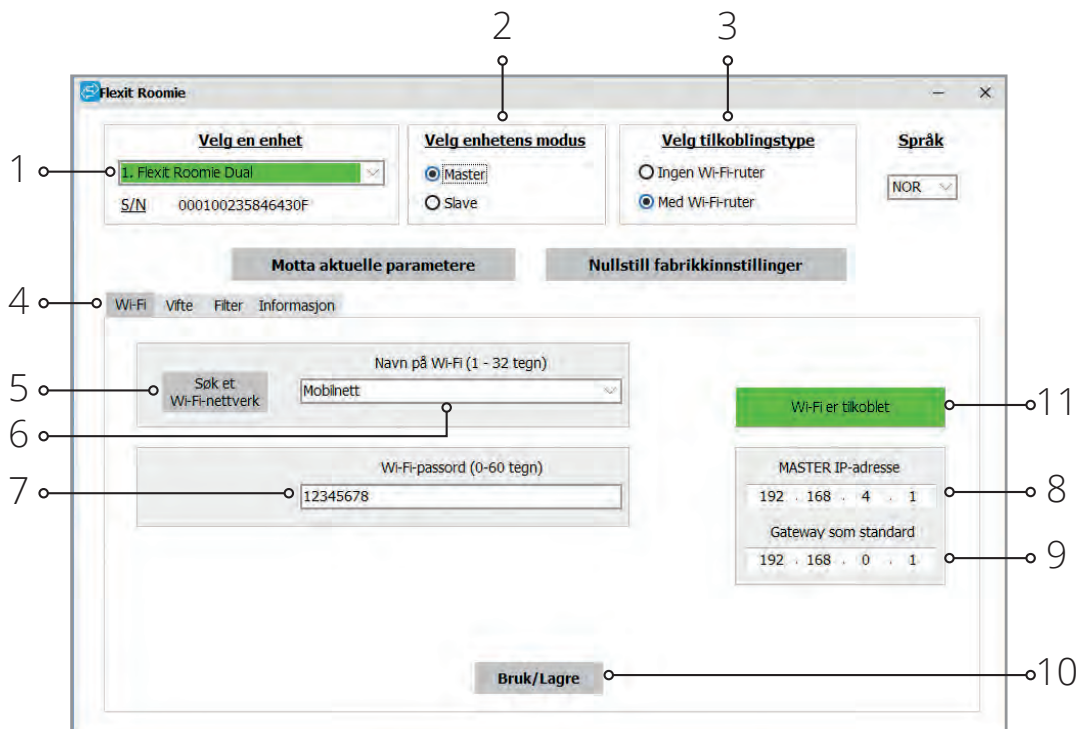 2
3
Flexit Roomie
Velg en enhet
Velg enhetens modus
Velg tilkoblingstype
Språk
1
1. Flexit Roomie Dual
Master
Ingen Wi-Fi-ruter
NOR
S/N 000100235846430F
Slave
Med Wi-Fi-ruter
Motta aktuelle parametere
Nullstill fabrikkinnstillinger
4
Wi-Fi Vifte Filter Informasjon
Navn på Wi-Fi (1 - 32 tegn)
5
Søk et
Wi-Fi-nettverk
Mobilnett
6
Wi-Fi er tilkoblet
11
Wi-Fi-passord (0-60 tegn)
7
12345678
MASTER IP-adresse
192 . 168 . 4 . 1
8
Gateway som standard
192 . 168 . 0 . 1
9
Bruk/Lagre
10